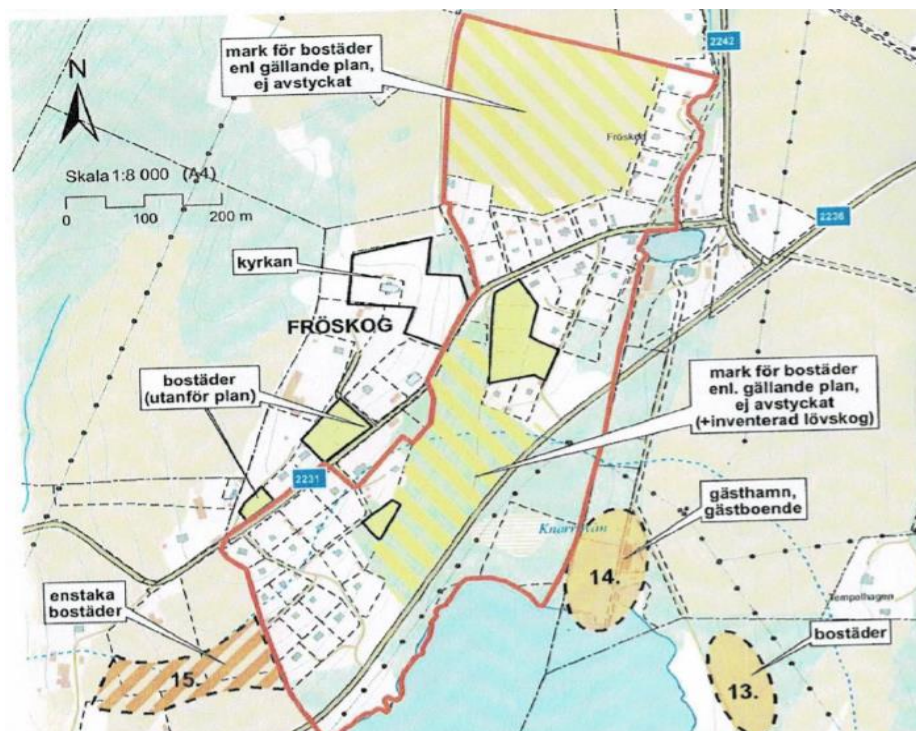 mark för bostäder
enl gällande plan,
ej avstyckat
2242
N
Fröskog
Skala 1:8 000 (A4)
0 100 200 m
2236
kyrkan
FRÖSKOG
bostäder
(utanför plan)
mark för bostäder
enl. gällande plan,
ej avstyckat
(+inventerad lövskog)
2231
gästhamn,
gästboende
14.
enstaka
bostäder
Tempelhagen
bostäder
15.
13.